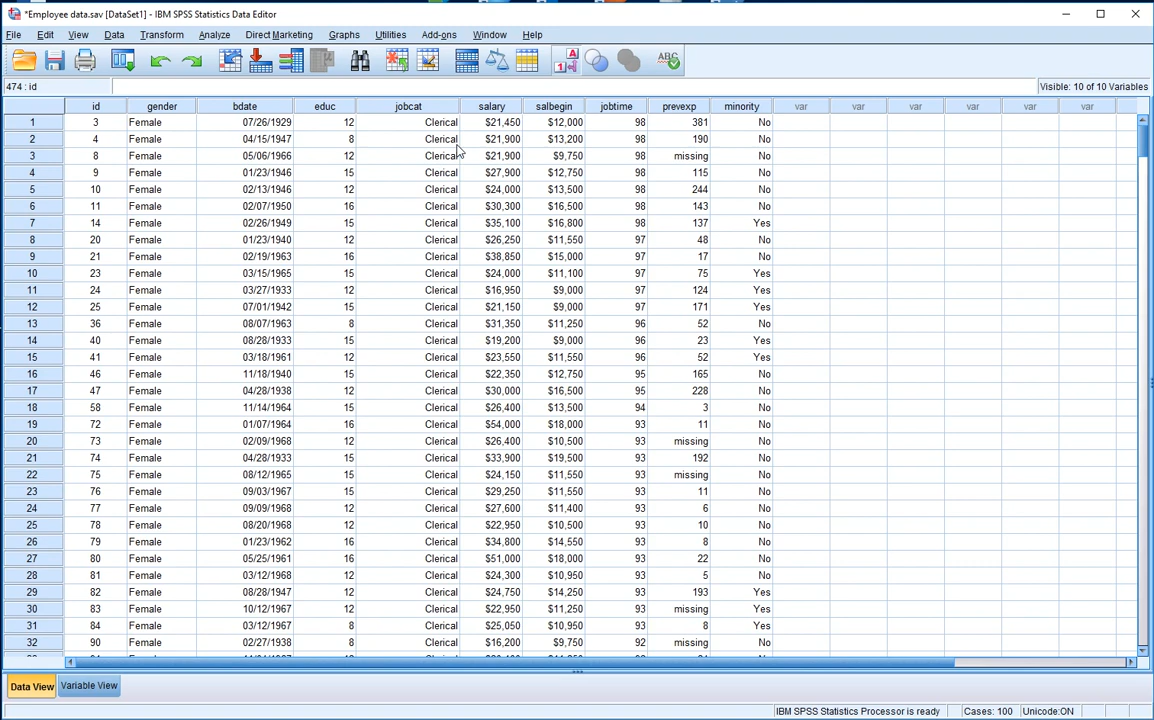 *Employee data.sav [DataSet1] - IBM SPSS Statistics Data Editor
File Edit View Data Transform Analyze Direct Marketing Graphs Utilities Add-ons Window Help
474 : id Visible: 10 of 10 Variables
id gender bdate educ jobcat salary salbegin jobtime prevexp minority var var var var var var
1 3 Female 07/26/1929 12 Clerical $21,450 $12,000 98 381 No
2 4 Female 04/15/1947 8 Clerical $21,900 $13,200 98 190 No
3 8 Female 05/06/1966 12 Clerical $21,900 $9,750 98 missing No
4 9 Female 01/23/1946 15 Clerical $27,900 $12,750 98 115 No
5 10 Female 02/13/1946 12 Clerical $24,000 $13,500 98 244 No
6 11 Female 02/07/1950 16 Clerical $30,300 $16,500 98 143 No
7 14 Female 02/26/1949 15 Clerical $35,100 $16,800 98 137 Yes
8 20 Female 01/23/1940 12 Clerical $26,250 $11,550 97 48 No
9 21 Female 02/19/1963 16 Clerical $38,850 $15,000 97 17 No
10 23 Female 03/15/1965 15 Clerical $24,000 $11,100 97 75 Yes
11 24 Female 03/27/1933 12 Clerical $16,950 $9,000 97 124 Yes
12 25 Female 07/01/1942 15 Clerical $21,150 $9,000 97 171 Yes
13 36 Female 08/07/1963 8 Clerical $31,350 $11,250 96 52 No
14 40 Female 08/28/1933 15 Clerical $19,200 $9,000 96 23 Yes
15 41 Female 03/18/1961 12 Clerical $23,550 $11,550 96 52 Yes
16 46 Female 11/18/1940 15 Clerical $22,350 $12,750 95 165 No
17 47 Female 04/28/1938 12 Clerical $30,000 $16,500 95 228 No
18 58 Female 11/14/1964 15 Clerical $26,400 $13,500 94 3 No
19 72 Female 01/07/1964 16 Clerical $54,000 $18,000 93 11 No
20 73 Female 02/09/1968 12 Clerical $26,400 $10,500 93 missing No
21 74 Female 04/28/1933 15 Clerical $33,900 $19,500 93 192 No
22 75 Female 08/12/1965 15 Clerical $24,150 $11,550 93 missing No
23 76 Female 09/03/1967 15 Clerical $29,250 $11,550 93 11 No
24 77 Female 09/09/1968 12 Clerical $27,600 $11,400 93 6 No
25 78 Female 08/20/1968 12 Clerical $22,950 $10,500 93 10 No
26 79 Female 01/23/1962 16 Clerical $34,800 $14,550 93 8 No
27 80 Female 05/25/1961 16 Clerical $51,000 $18,000 93 22 No
28 81 Female 03/12/1968 12 Clerical $24,300 $10,950 93 5 No
29 82 Female 08/28/1947 12 Clerical $24,750 $14,250 93 193 Yes
30 83 Female 10/12/1967 12 Clerical $22,950 $11,250 93 missing Yes
31 84 Female 03/12/1967 8 Clerical $25,050 $10,950 93 8 Yes
32 90 Female 02/27/1938 8 Clerical $16,200 $9,750 92 missing No
Data View Variable View
IBM SPSS Statistics Processor is ready Cases: 100 Unicode:ON